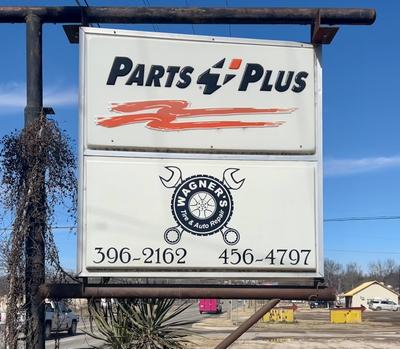 PARTS PLUS
WAGNER'S
Tire & Auto Repair
396-2162 456-4797